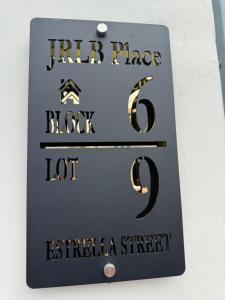 JRLB Place
BLOCK 6
LOT 9
ESTRELLA STREET